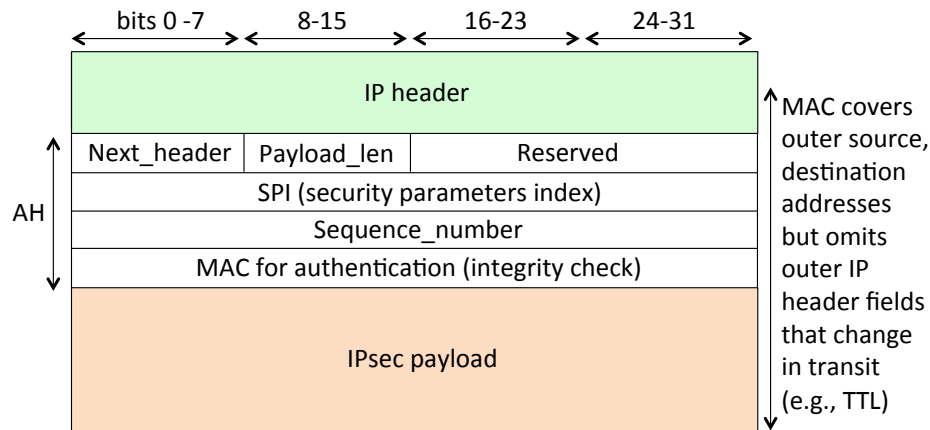 bits 0 -7 8-15 16-23 24-31
IP header
Next_header Payload_len Reserved
SPI (security parameters index)
Sequence_number
MAC for authentication (integrity check)
AH
IPsec payload
MAC covers
outer source,
destination
addresses
but omits
outer IP
header fields
that change
in transit
(e.g., TTL)